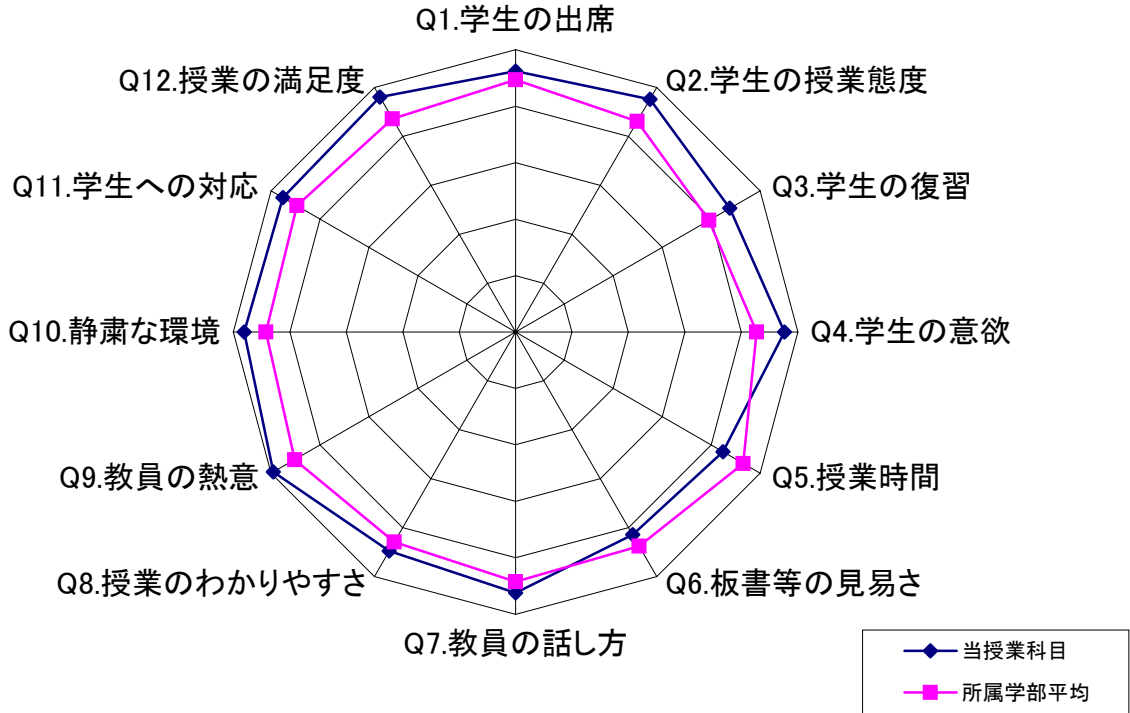 Q1.学生の出席
Q2.学生の授業態度
Q3.学生の復習
Q4.学生の意欲
Q5.授業時間
Q6.板書等の見易さ
Q7.教員の話し方
Q8.授業のわかりやすさ
Q9.教員の熱意
Q10.静粛な環境
Q11.学生への対応
Q12.授業の満足度
当授業科目
所属学部平均